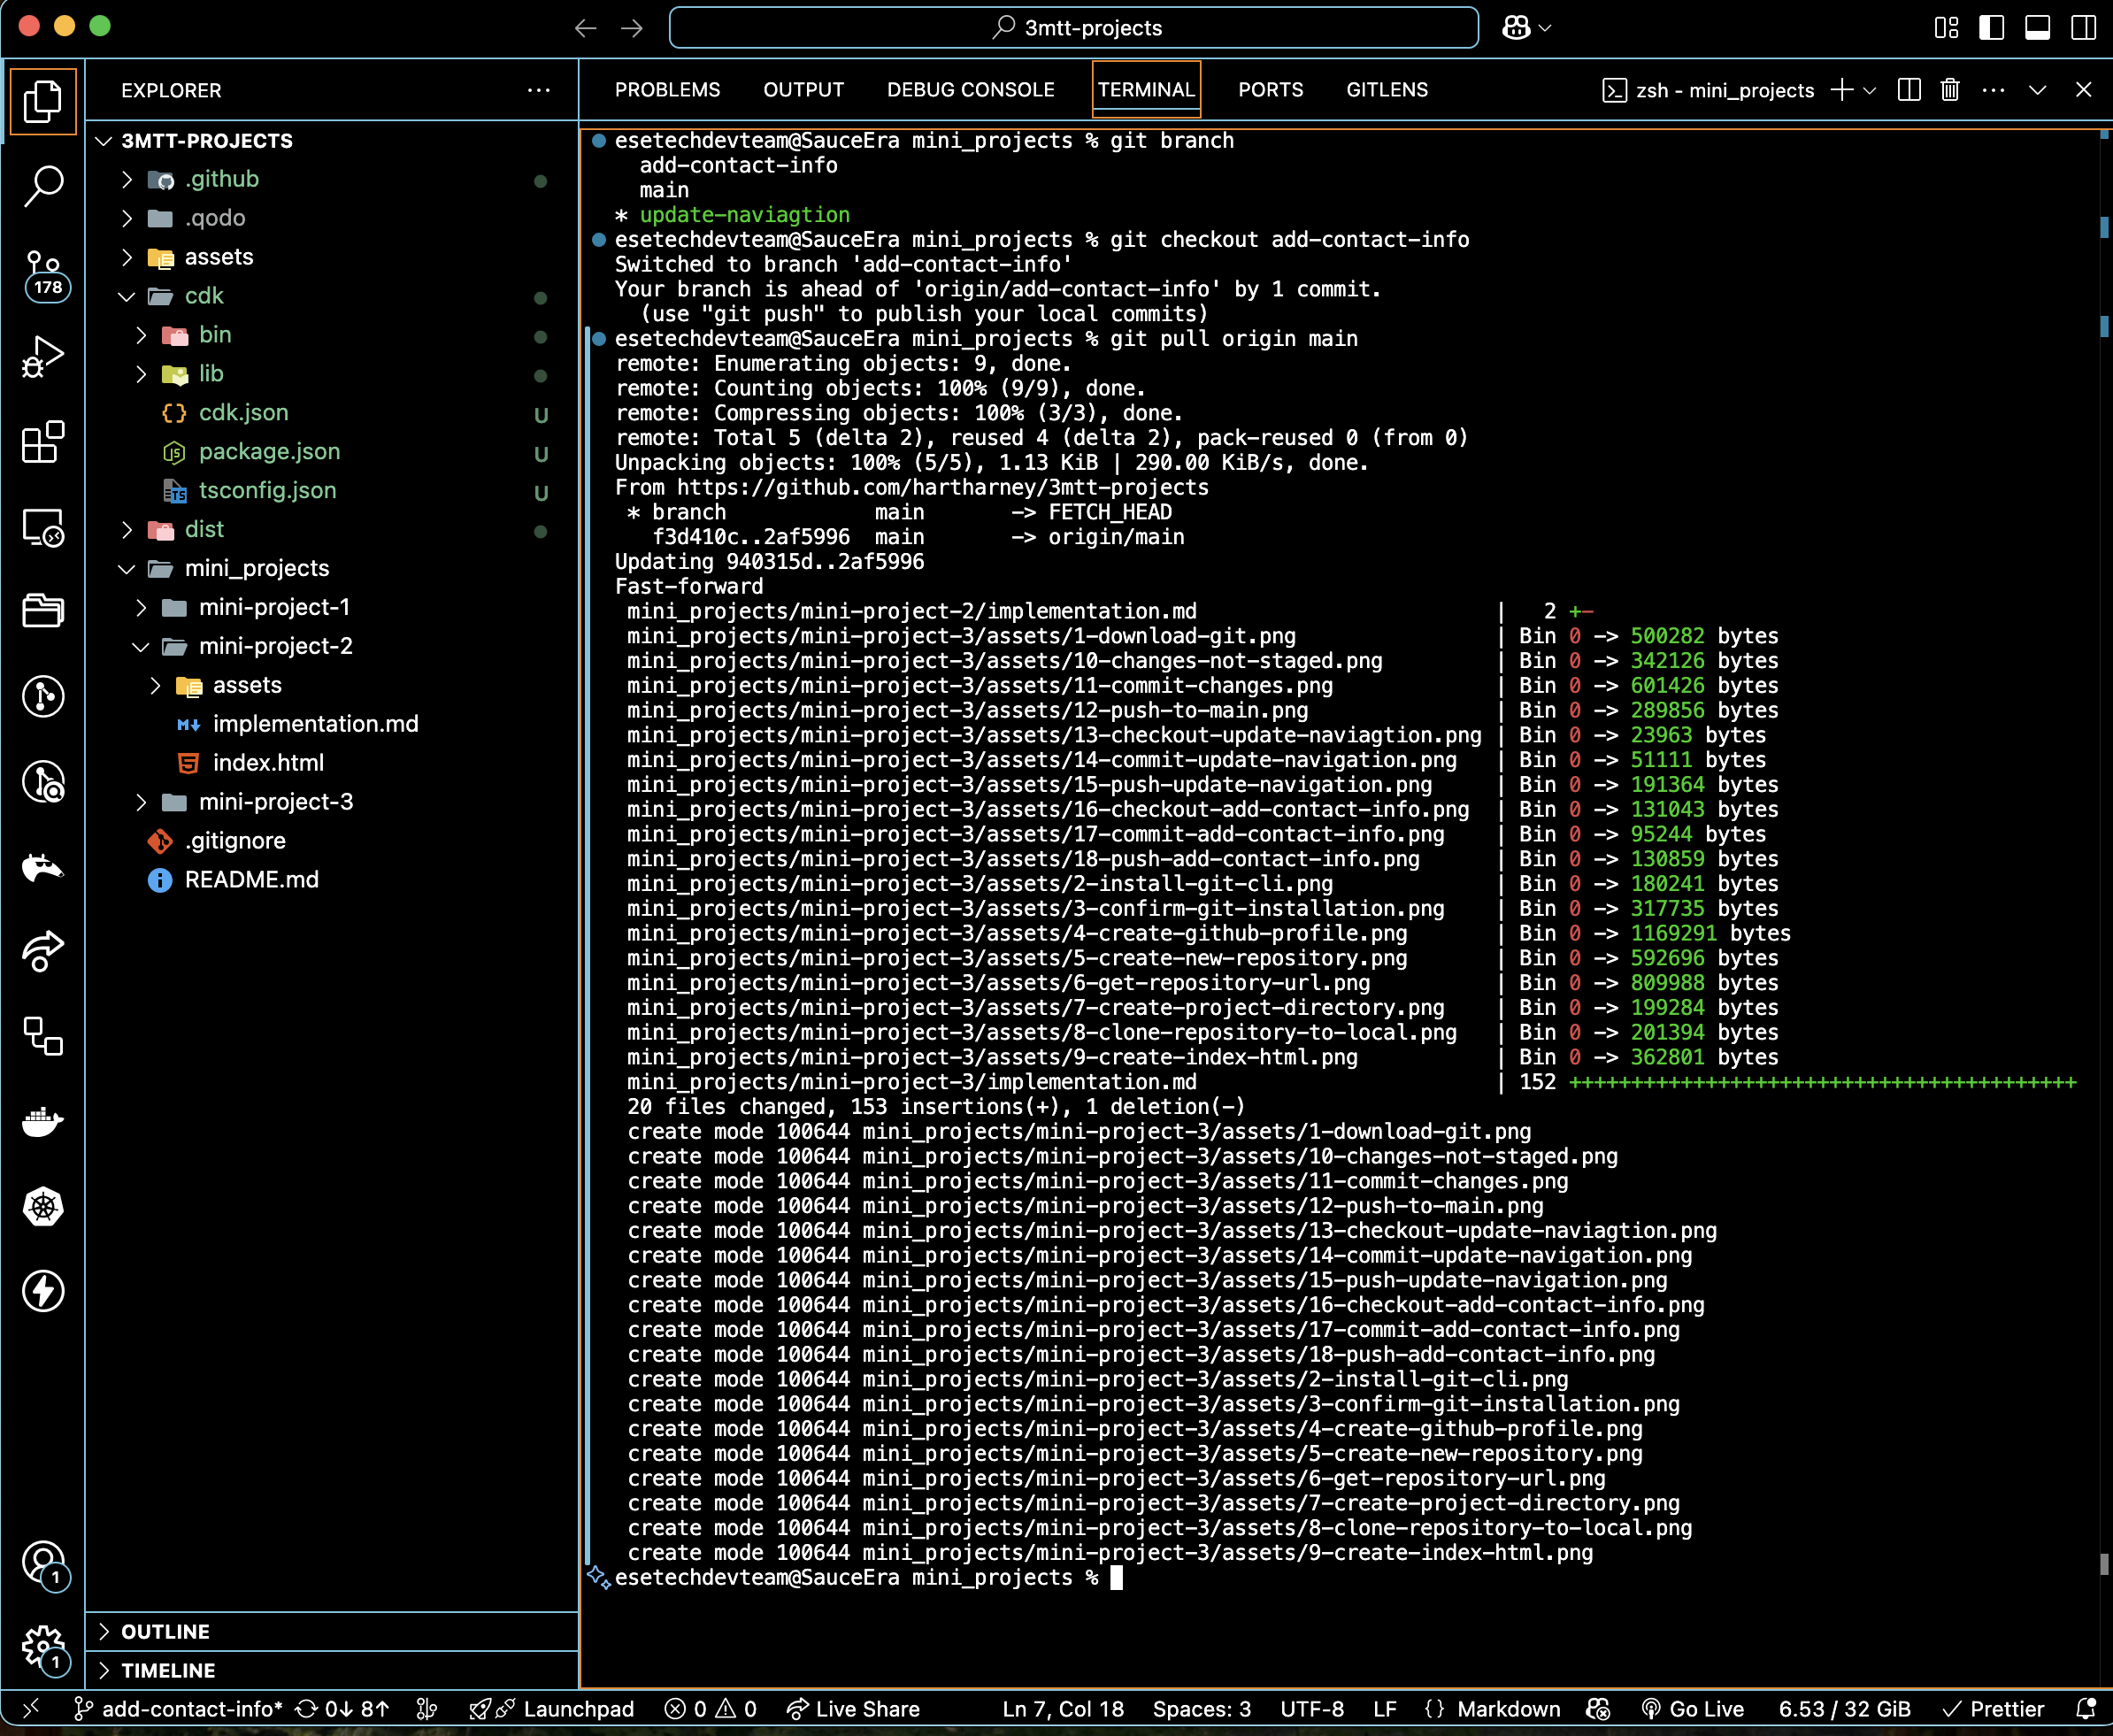 3mtt-projects
EXPLORER
3MTT-PROJECTS
.github
.qodo
assets
cdk
bin
lib
cdk.json U
package.json U
tsconfig.json U
dist
mini_projects
mini-project-1
mini-project-2
assets
implementation.md
index.html
mini-project-3
.gitignore
README.md
OUTLINE
TIMELINE
178
1
1
PROBLEMS OUTPUT DEBUG CONSOLE TERMINAL PORTS GITLENS
zsh - mini_projects
esetechdevteam@SauceEra mini_projects % git branch
add-contact-info
main
* update-naviagtion
esetechdevteam@SauceEra mini_projects % git checkout add-contact-info
Switched to branch 'add-contact-info'
Your branch is ahead of 'origin/add-contact-info' by 1 commit.
(use "git push" to publish your local commits)
esetechdevteam@SauceEra mini_projects % git pull origin main
remote: Enumerating objects: 9, done.
remote: Counting objects: 100% (9/9), done.
remote: Compressing objects: 100% (3/3), done.
remote: Total 5 (delta 2), reused 4 (delta 2), pack-reused 0 (from 0)
Unpacking objects: 100% (5/5), 1.13 KiB | 290.00 KiB/s, done.
From https://github.com/hartharney/3mtt-projects
* branch main -> FETCH_HEAD
f3d410c..2af5996 main -> origin/main
Updating 940315d..2af5996
Fast-forward
mini_projects/mini-project-2/implementation.md | 2 +-
mini_projects/mini-project-3/assets/1-download-git.png | Bin 0 -> 500282 bytes
mini_projects/mini-project-3/assets/10-changes-not-staged.png | Bin 0 -> 342126 bytes
mini_projects/mini-project-3/assets/11-commit-changes.png | Bin 0 -> 601426 bytes
mini_projects/mini-project-3/assets/12-push-to-main.png | Bin 0 -> 289856 bytes
mini_projects/mini-project-3/assets/13-checkout-update-naviagtion.png | Bin 0 -> 23963 bytes
mini_projects/mini-project-3/assets/14-commit-update-navigation.png | Bin 0 -> 51111 bytes
mini_projects/mini-project-3/assets/15-push-update-navigation.png | Bin 0 -> 191364 bytes
mini_projects/mini-project-3/assets/16-checkout-add-contact-info.png | Bin 0 -> 131043 bytes
mini_projects/mini-project-3/assets/17-commit-add-contact-info.png | Bin 0 -> 95244 bytes
mini_projects/mini-project-3/assets/18-push-add-contact-info.png | Bin 0 -> 130859 bytes
mini_projects/mini-project-3/assets/2-install-git-cli.png | Bin 0 -> 180241 bytes
mini_projects/mini-project-3/assets/3-confirm-git-installation.png | Bin 0 -> 317735 bytes
mini_projects/mini-project-3/assets/4-create-github-profile.png | Bin 0 -> 1169291 bytes
mini_projects/mini-project-3/assets/5-create-new-repository.png | Bin 0 -> 592696 bytes
mini_projects/mini-project-3/assets/6-get-repository-url.png | Bin 0 -> 809988 bytes
mini_projects/mini-project-3/assets/7-create-project-directory.png | Bin 0 -> 199284 bytes
mini_projects/mini-project-3/assets/8-clone-repository-to-local.png | Bin 0 -> 201394 bytes
mini_projects/mini-project-3/assets/9-create-index-html.png | Bin 0 -> 362801 bytes
mini_projects/mini-project-3/implementation.md | 152 +++++++++++++++++++++++++++++++++++++++++
20 files changed, 153 insertions(+), 1 deletion(-)
create mode 100644 mini_projects/mini-project-3/assets/1-download-git.png
create mode 100644 mini_projects/mini-project-3/assets/10-changes-not-staged.png
create mode 100644 mini_projects/mini-project-3/assets/11-commit-changes.png
create mode 100644 mini_projects/mini-project-3/assets/12-push-to-main.png
create mode 100644 mini_projects/mini-project-3/assets/13-checkout-update-naviagtion.png
create mode 100644 mini_projects/mini-project-3/assets/14-commit-update-navigation.png
create mode 100644 mini_projects/mini-project-3/assets/15-push-update-navigation.png
create mode 100644 mini_projects/mini-project-3/assets/16-checkout-add-contact-info.png
create mode 100644 mini_projects/mini-project-3/assets/17-commit-add-contact-info.png
create mode 100644 mini_projects/mini-project-3/assets/18-push-add-contact-info.png
create mode 100644 mini_projects/mini-project-3/assets/2-install-git-cli.png
create mode 100644 mini_projects/mini-project-3/assets/3-confirm-git-installation.png
create mode 100644 mini_projects/mini-project-3/assets/4-create-github-profile.png
create mode 100644 mini_projects/mini-project-3/assets/5-create-new-repository.png
create mode 100644 mini_projects/mini-project-3/assets/6-get-repository-url.png
create mode 100644 mini_projects/mini-project-3/assets/7-create-project-directory.png
create mode 100644 mini_projects/mini-project-3/assets/8-clone-repository-to-local.png
create mode 100644 mini_projects/mini-project-3/assets/9-create-index-html.png
esetechdevteam@SauceEra mini_projects %
add-contact-info* 0↓ 8↑ Launchpad 0 0 Live Share Ln 7, Col 18 Spaces: 3 UTF-8 LF {} Markdown Go Live 6.53 / 32 GiB Prettier